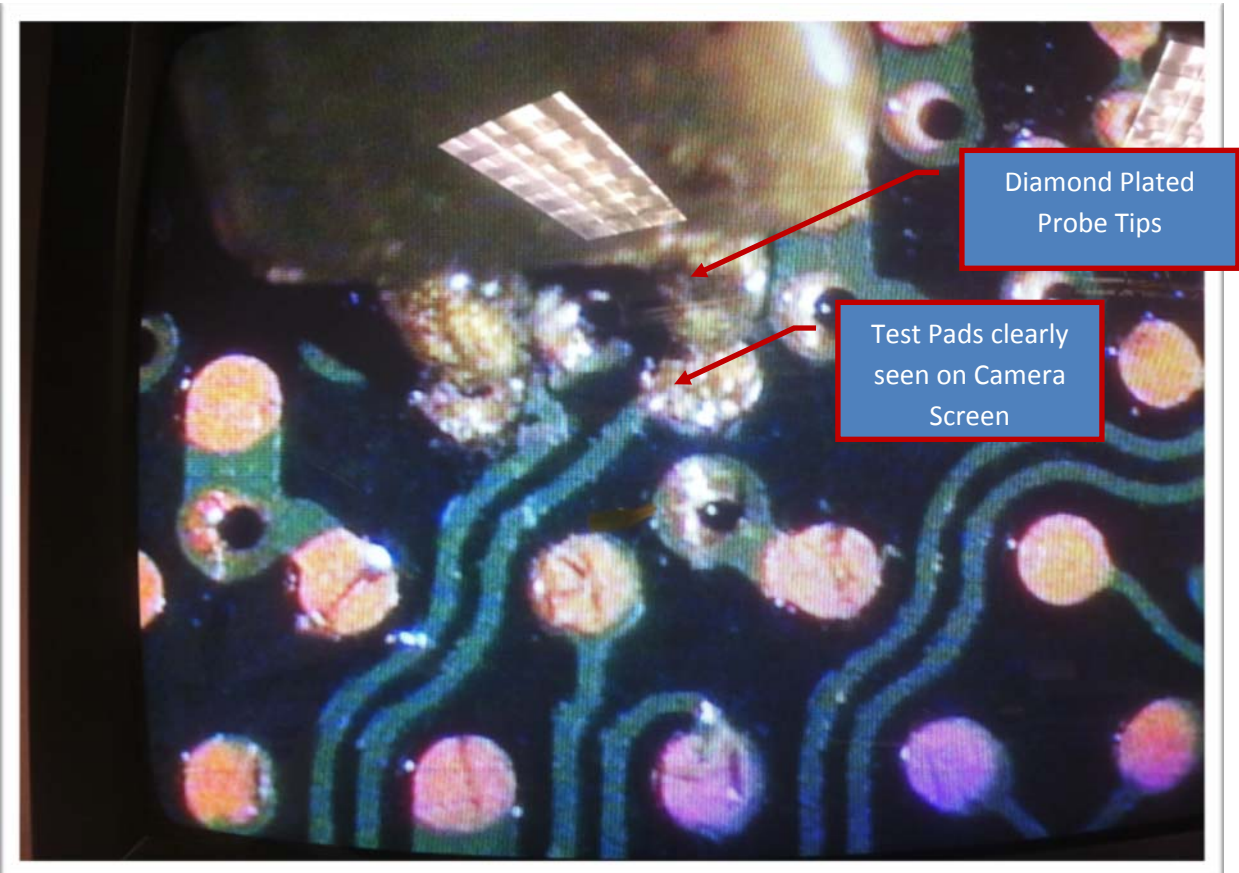 Diamond Plated
Probe Tips
Test Pads clearly
seen on Camera
Screen